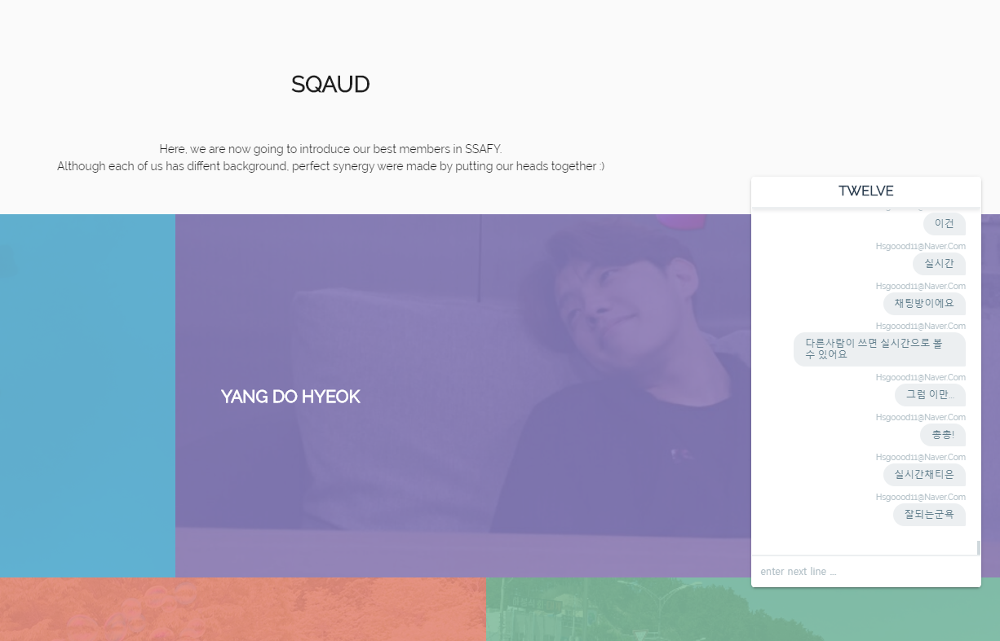 SQAUD
Here, we are now going to introduce our best members in SSAFY.
Although each of us has diffent background, perfect synergy were made by putting our heads together :)
YANG DO HYEOK
TWELVE
이건
Hsgoood11@Naver.Com
실시간
Hsgoood11@Naver.Com
채팅방이에요
Hsgoood11@Naver.Com
다른사람이 쓰면 실시간으로 볼
수 있어요
Hsgoood11@Naver.Com
그럼 이만...
Hsgoood11@Naver.Com
총총!
Hsgoood11@Naver.Com
실시간채티은
Hsgoood11@Naver.Com
잘되는군욕
enter next line ...